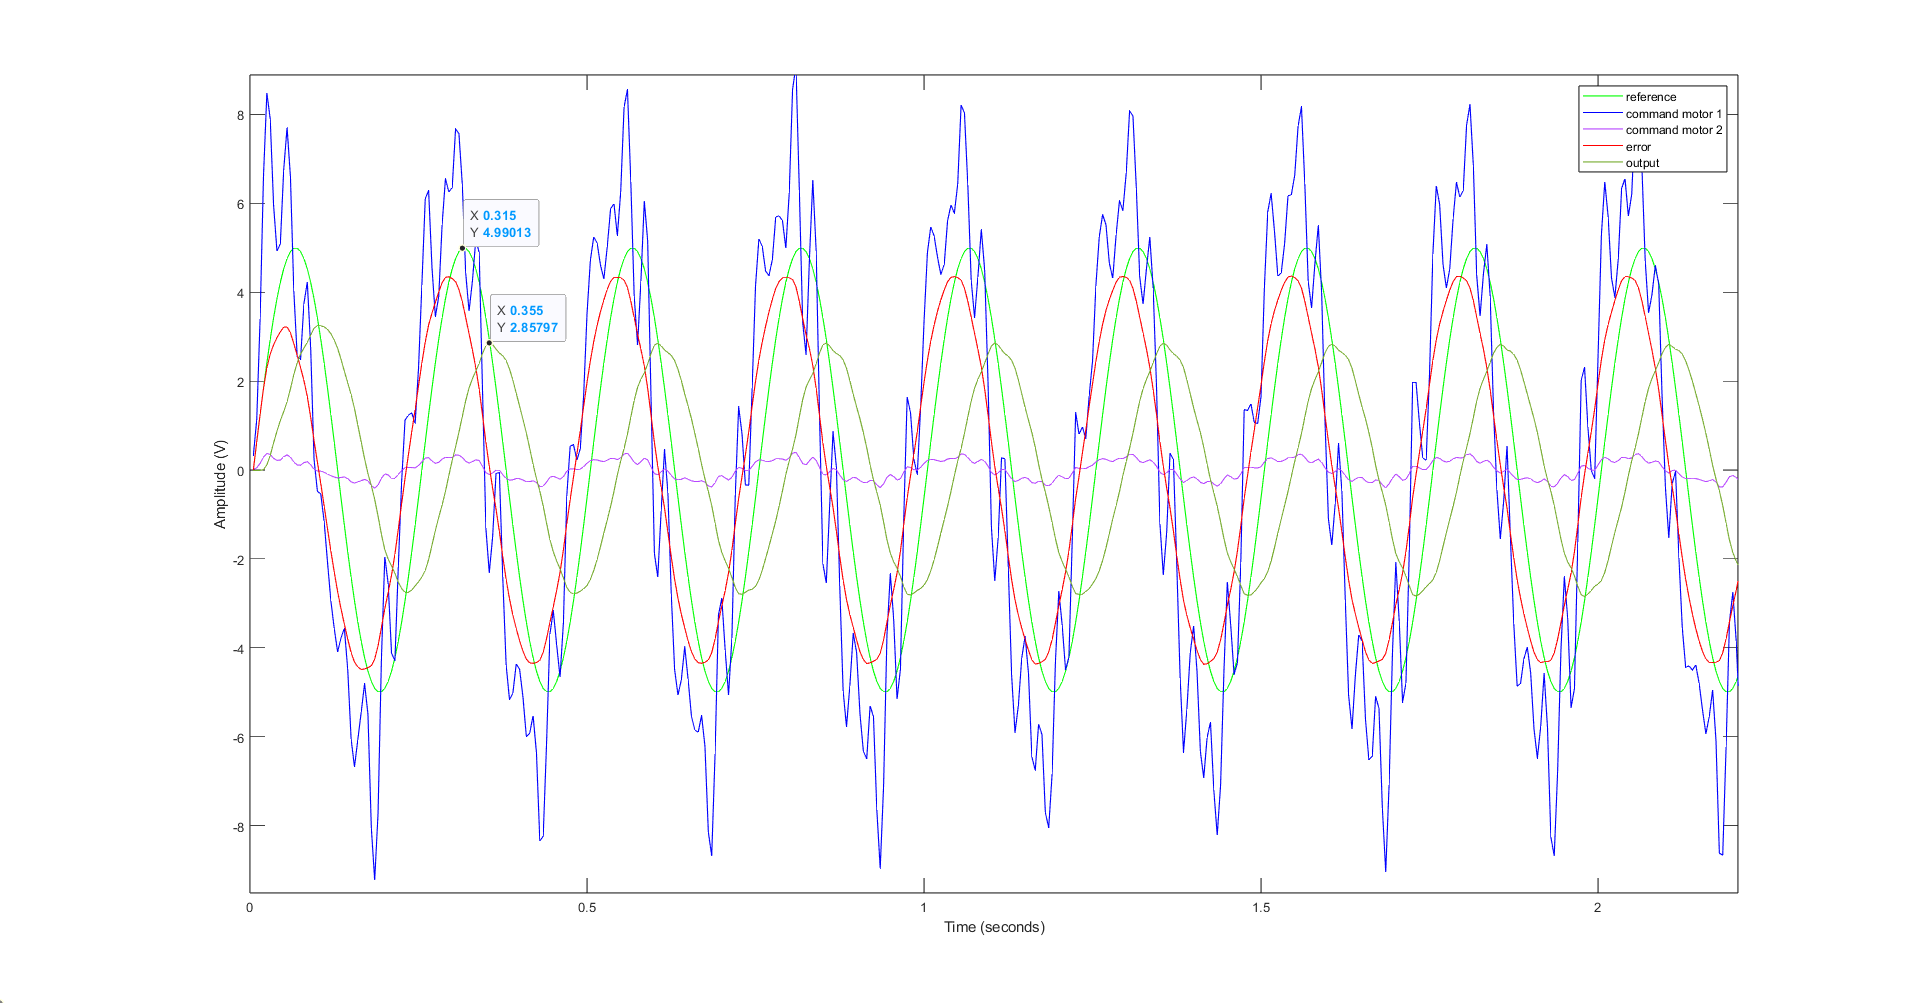 reference
command motor 1
command motor 2
error
output
X 0.315
Y 4.99013
X 0.355
Y 2.85797
8
6
4
2
0
-2
-4
-6
-8
Amplitude (V)
0
0.5
1
1.5
2
Time (seconds)